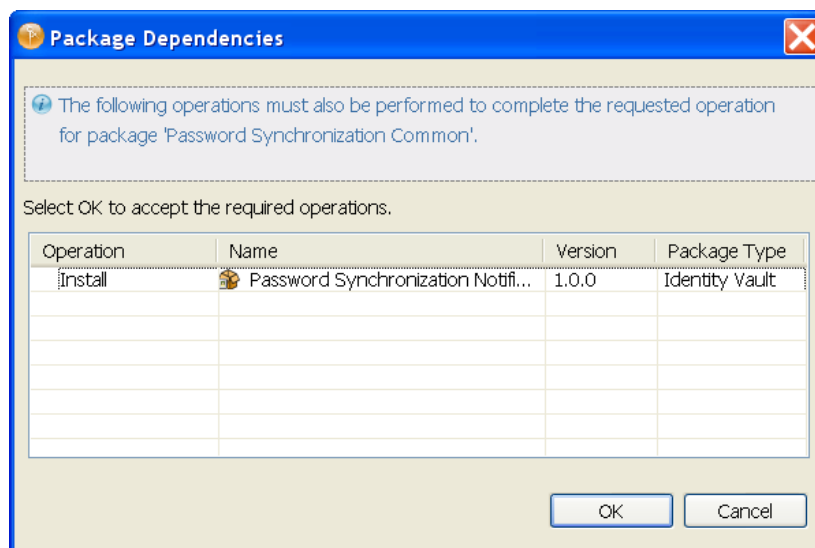 Package Dependencies
The following operations must also be performed to complete the requested operation
for package 'Password Synchronization Common'.
Select OK to accept the required operations.
Operation Name Version Package Type
Install Password Synchronization Notifi... 1.0.0 Identity Vault
OK Cancel